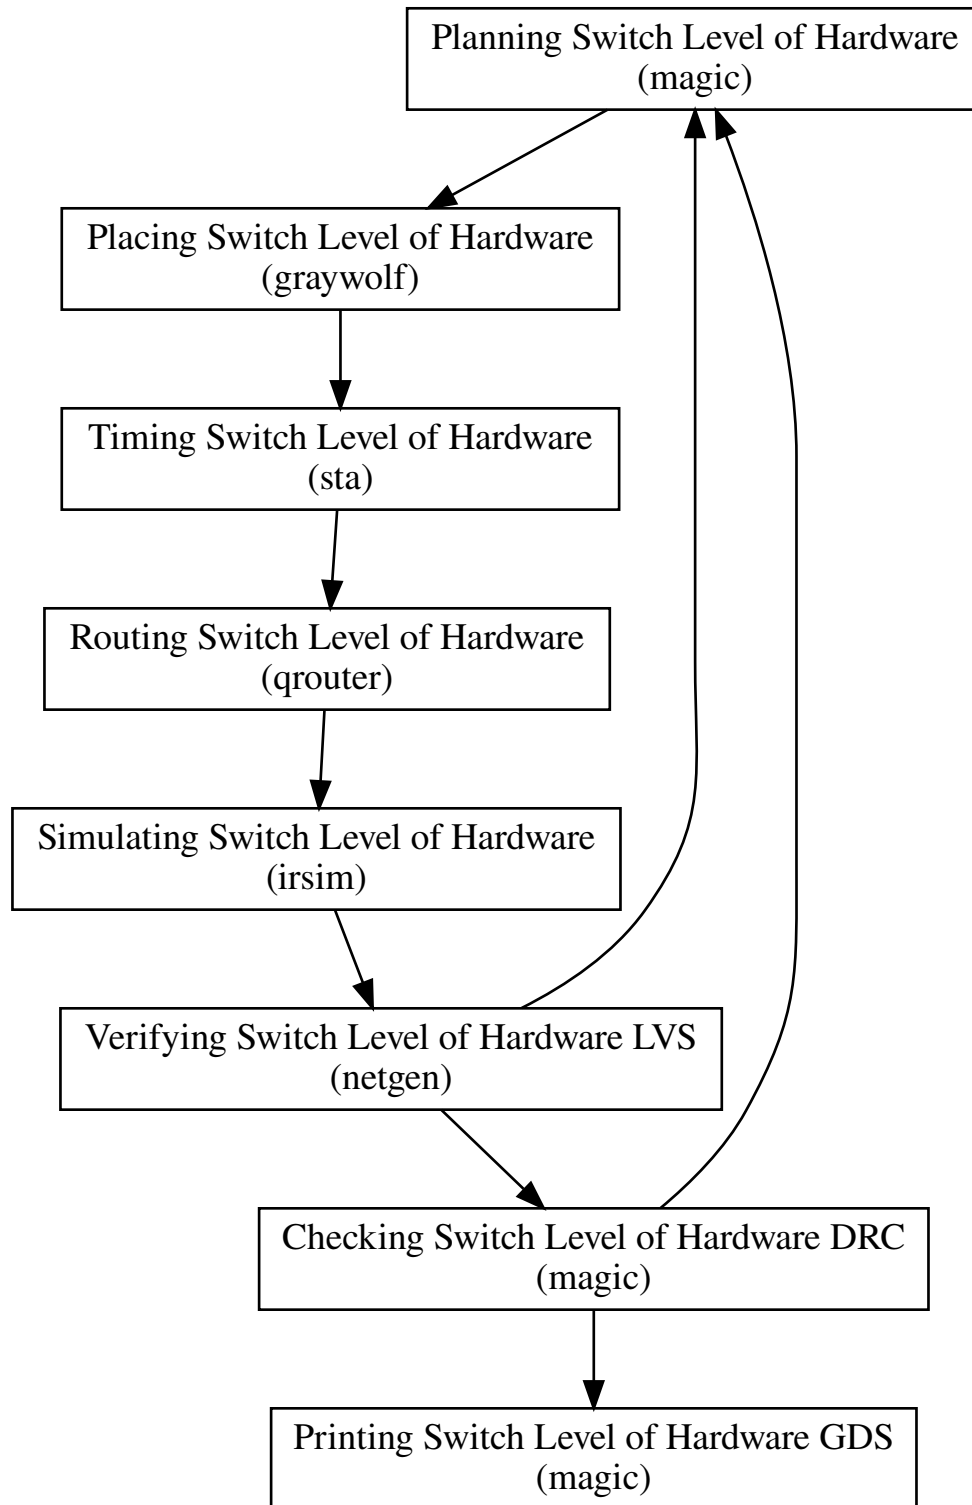 Planning Switch Level of Hardware
(magic)
Placing Switch Level of Hardware
(graywolf)
Timing Switch Level of Hardware
(sta)
Routing Switch Level of Hardware
(qrouter)
Simulating Switch Level of Hardware
(irsim)
Verifying Switch Level of Hardware LVS
(netgen)
Checking Switch Level of Hardware DRC
(magic)
Printing Switch Level of Hardware GDS
(magic)